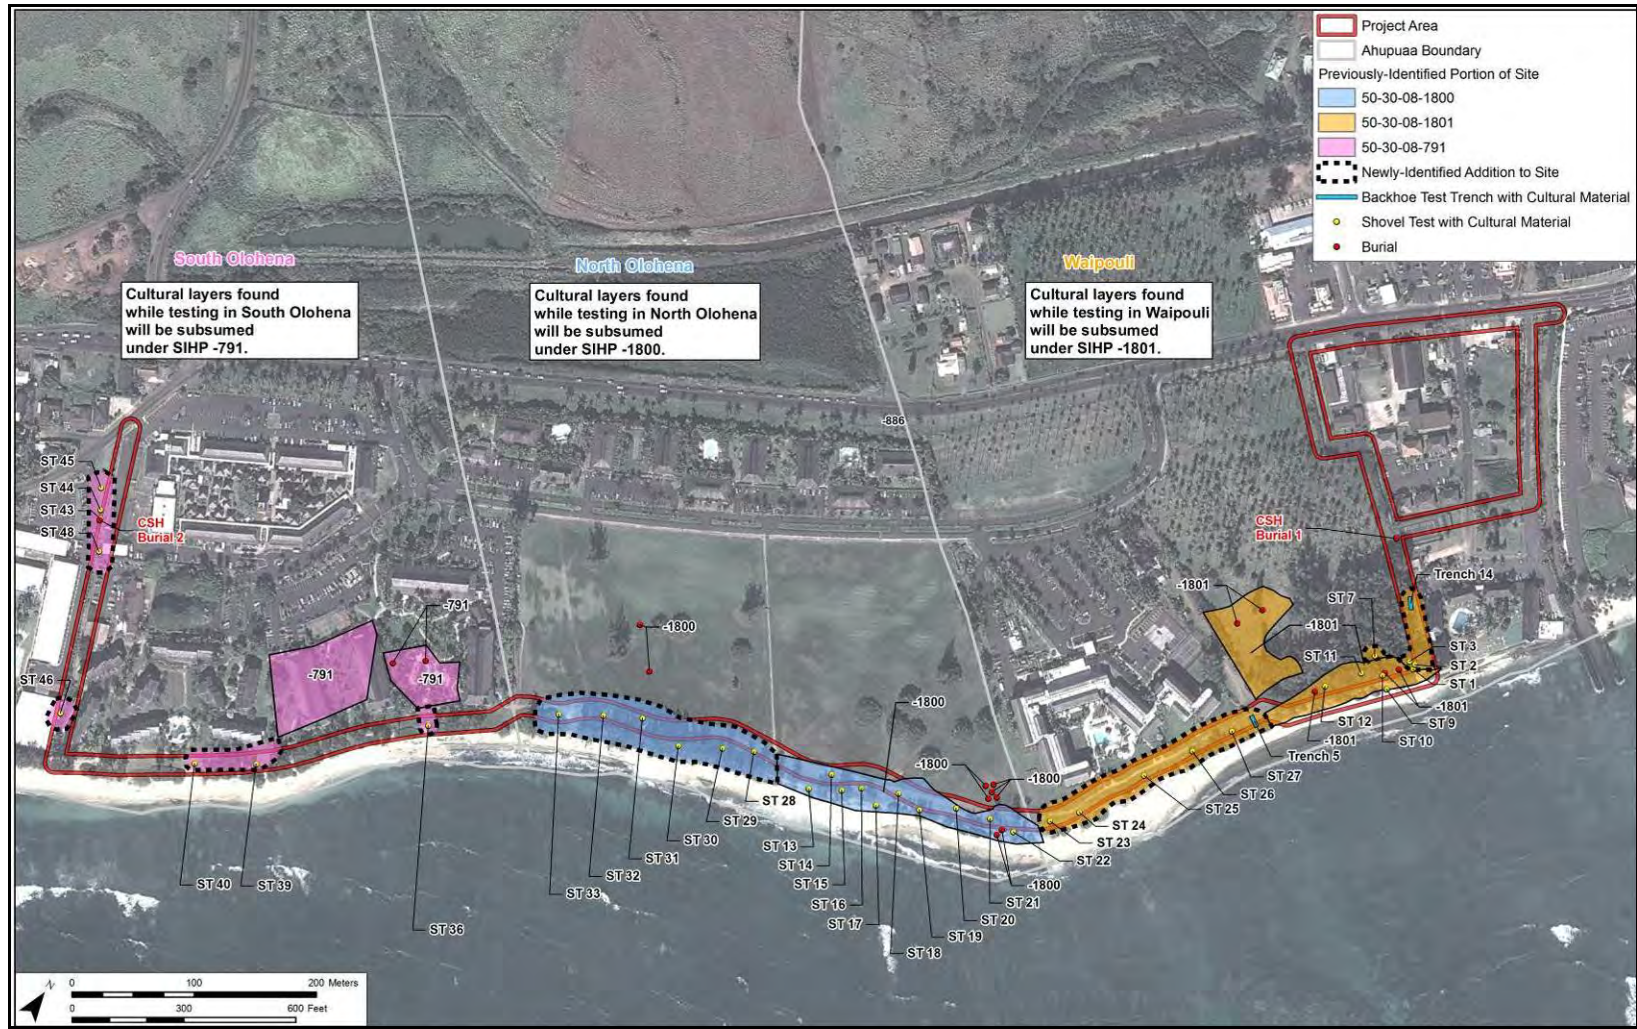 Project Area
Ahupuaa Boundary
Previously-Identified Portion of Site
50-30-08-1800
50-30-08-1801
50-30-08-791
Newly-Identified Addition to Site
Backhoe Test Trench with Cultural Material
Shovel Test with Cultural Material
Burial
South Olohena
North Olohena
Waipouli
Cultural layers found
while testing in South Olohena
will be subsumed
under SIHP -791.
Cultural layers found
while testing in North Olohena
will be subsumed
under SIHP -1800.
Cultural layers found
while testing in Waipouli
will be subsumed
under SIHP -1801.
-886
ST 45
ST 44
ST 43
ST 48
CSH
Burial 2
CSH
Burial 1
Trench 14
-1801
ST 7
-791
-1800
-1801
ST 11
ST 3
ST 2
ST 1
-791
-791
ST 46
-1800
-1801
ST 9
ST 12
-1801
ST 10
Trench 5
ST 27
-1800
-1800
ST 26
ST 28
ST 25
ST 29
ST 24
ST 30
ST 13
ST 23
ST 31
ST 14
ST 22
ST 32
ST 15
-1800
ST 40
ST 39
ST 33
ST 16
ST 21
ST 20
ST 17
ST 36
ST 19
ST 18
N
0 100 200 Meters
0 300 600 Feet